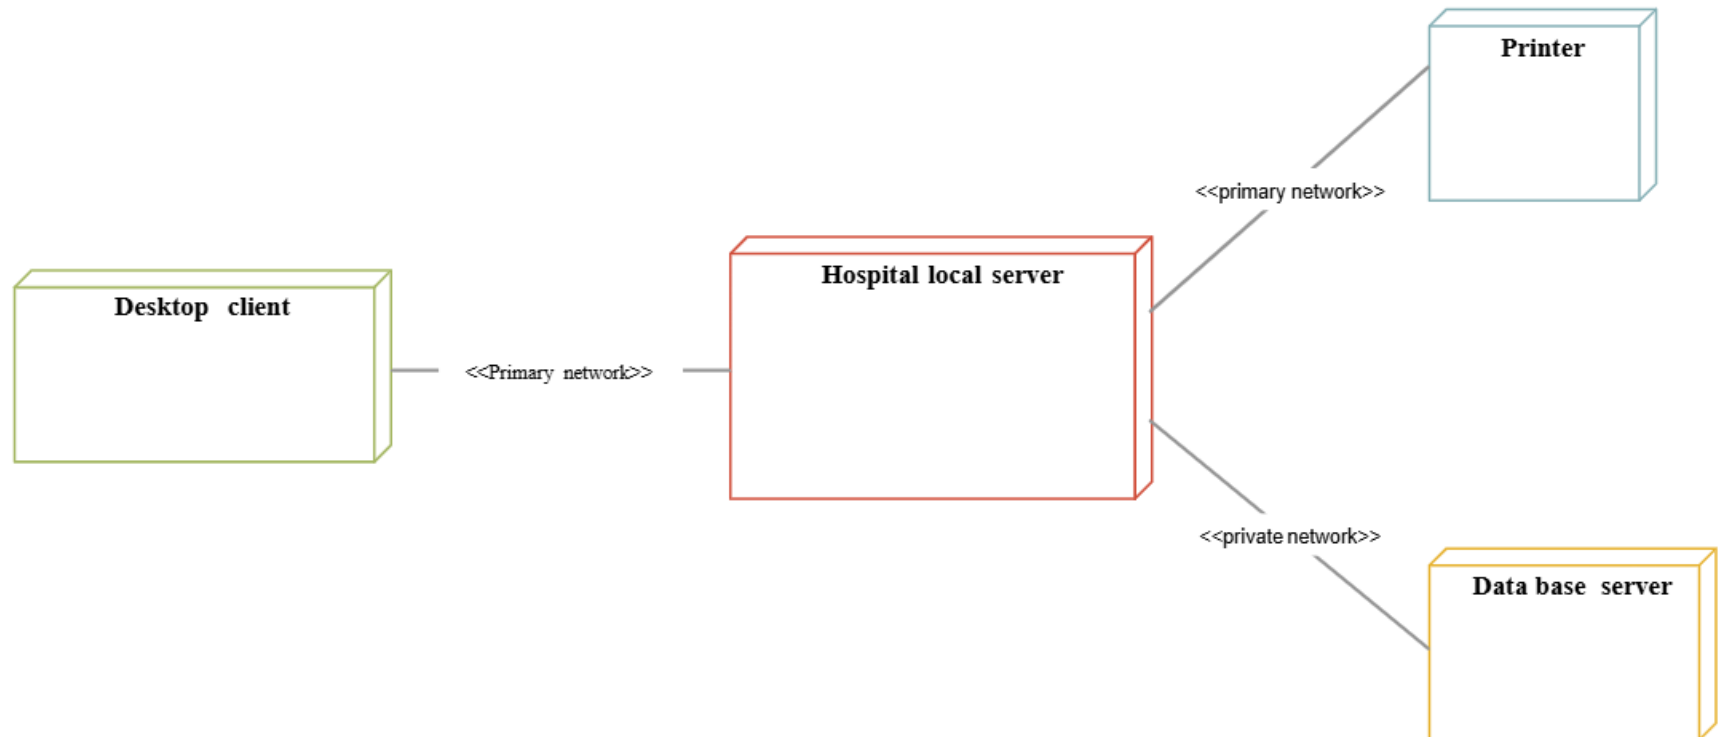 Printer
<<primary network>>
Hospital local server
Desktop client
<<Primary network>>
<<private network>>
Data base server